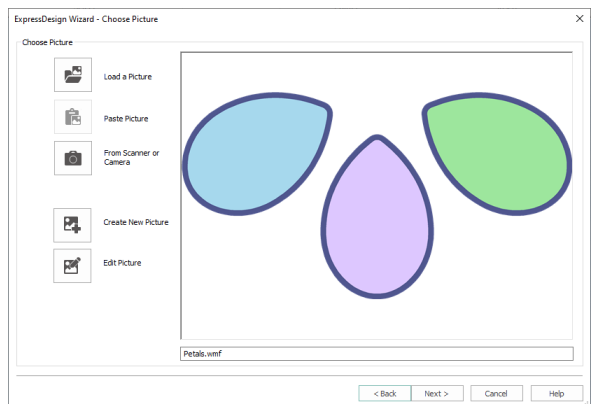 ExpressDesign Wizard - Choose Picture
Choose Picture
Load a Picture
Paste Picture
From Scanner or
Camera
Create New Picture
Edit Picture
Petals.wmf
< Back
Next >
Cancel
Help